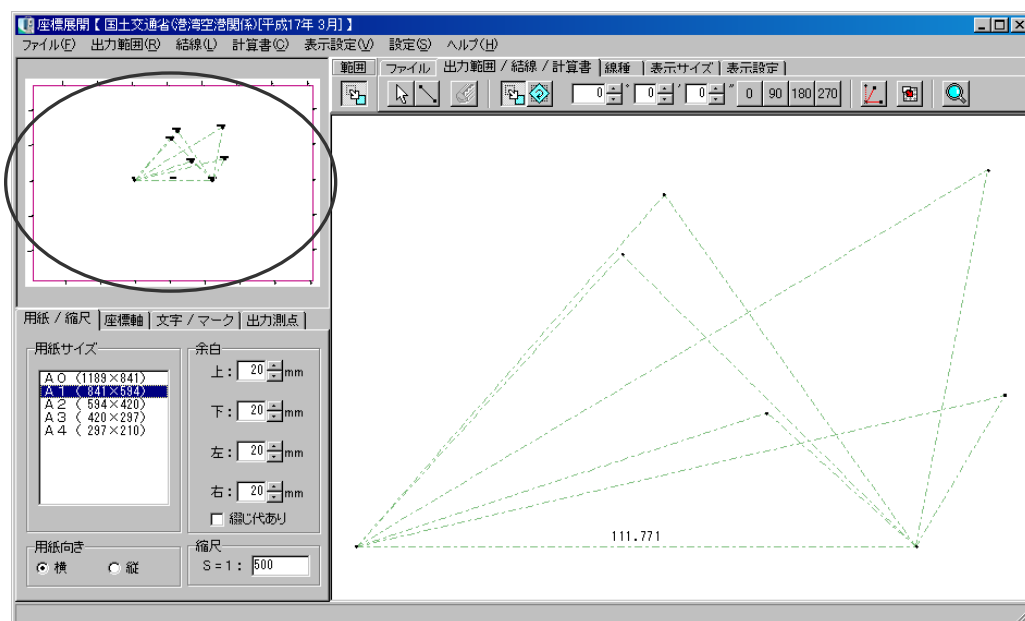 座標展開【 国土交通省(港湾空港関係)[平成17年 3月] 】
ファイル(F) 出力範囲(R) 結線(L) 計算書(C) 表示設定(V) 設定(S) ヘルプ(H)
範囲 ファイル 出力範囲 / 結線 / 計算書 線種 表示サイズ 表示設定
0 ° 0 ′ 0 ″ 0 90 180 270
111.771
用紙 / 縮尺 座標軸 文字 / マーク 出力測点
用紙サイズ
A0 (1189×841)
A1 ( 841×594)
A2 ( 594×420)
A3 ( 420×297)
A4 ( 297×210)
余白
上: 20 mm
下: 20 mm
左: 20 mm
右: 20 mm
綴じ代あり
用紙向き
横 縦
縮尺
S=1: 500